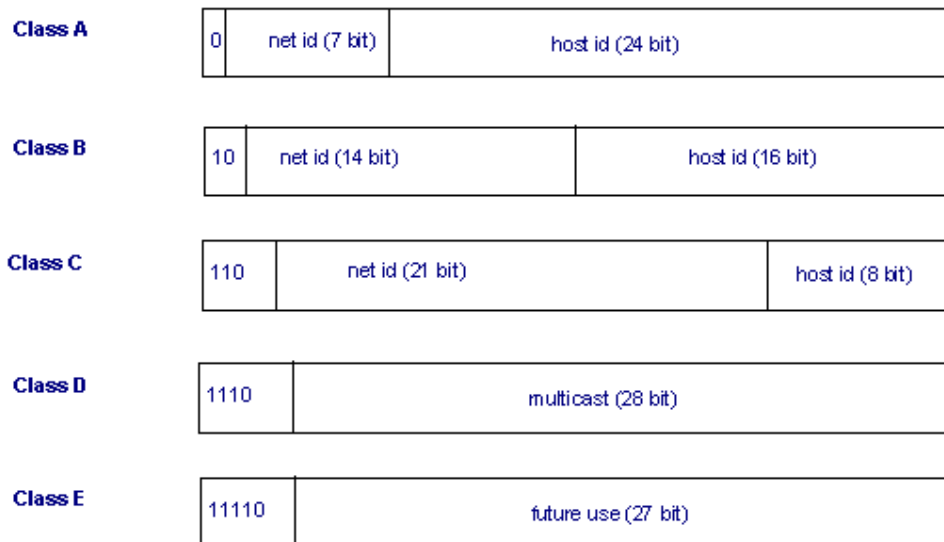 Class A 0 net id (7 bit) host id (24 bit)
Class B 10 net id (14 bit) host id (16 bit)
Class C 110 net id (21 bit) host id (8 bit)
Class D 1110 multicast (28 bit)
Class E 11110 future use (27 bit)